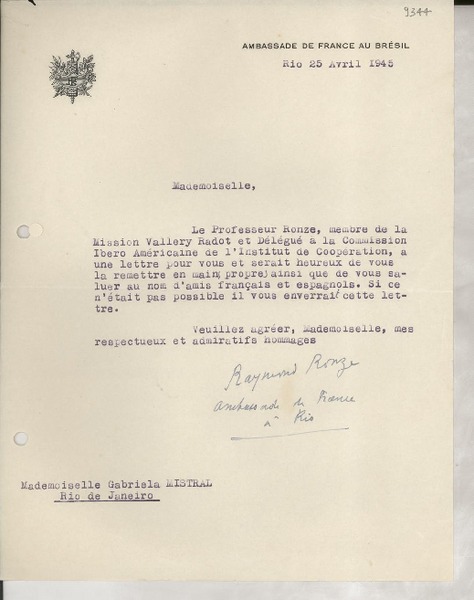 9344
AMBASSADE DE FRANCE AU BRÉSIL
Rio 25 Avril 1945
Mademoiselle,
Le Professeur Ronze, membre de la
Mission Vallery Radot et Délégué à la Commission
Ibero Américaine de l'Institut de Coopération, a
une lettre pour vous et serait heureux de vous
la remettre en main(propre)ainsi que de vous sa-
luer au nom d'amis français et espagnols. Si ce
n'était pas possible il vous enverrai cette let-
tre.
Veuillez agréer, Mademoiselle, mes
respectueux et admiratifs hommages
Raymond Ronze
ambassade de France
à Rio
Mademoiselle Gabriela MISTRAL
Rio de Janeiro